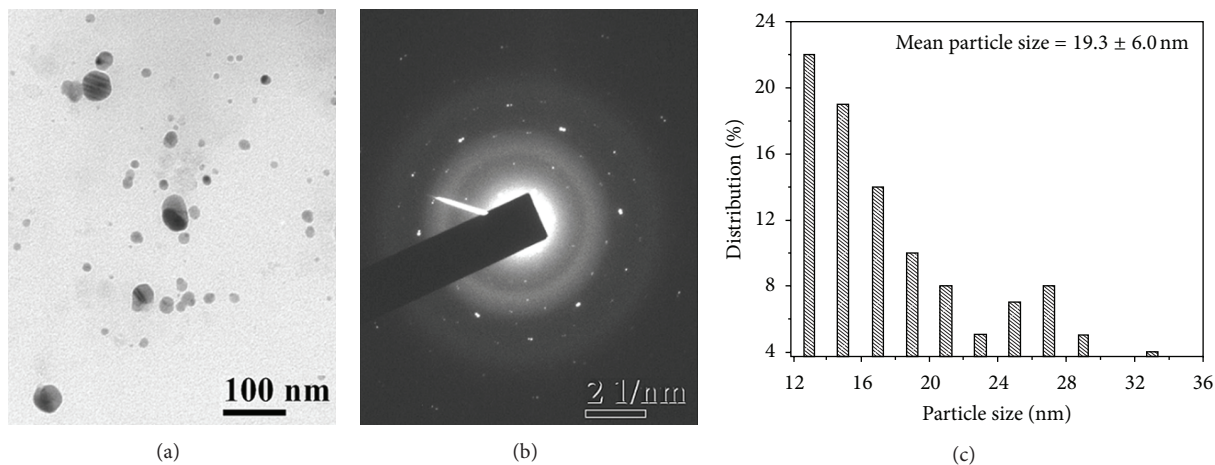 100 nm
(a)
2 1/nm
(b)
24
20
16
12
8
4
Distribution (%)
Mean particle size = 19.3 ± 6.0 nm
12 16 20 24 28 32 36
Particle size (nm)
(c)